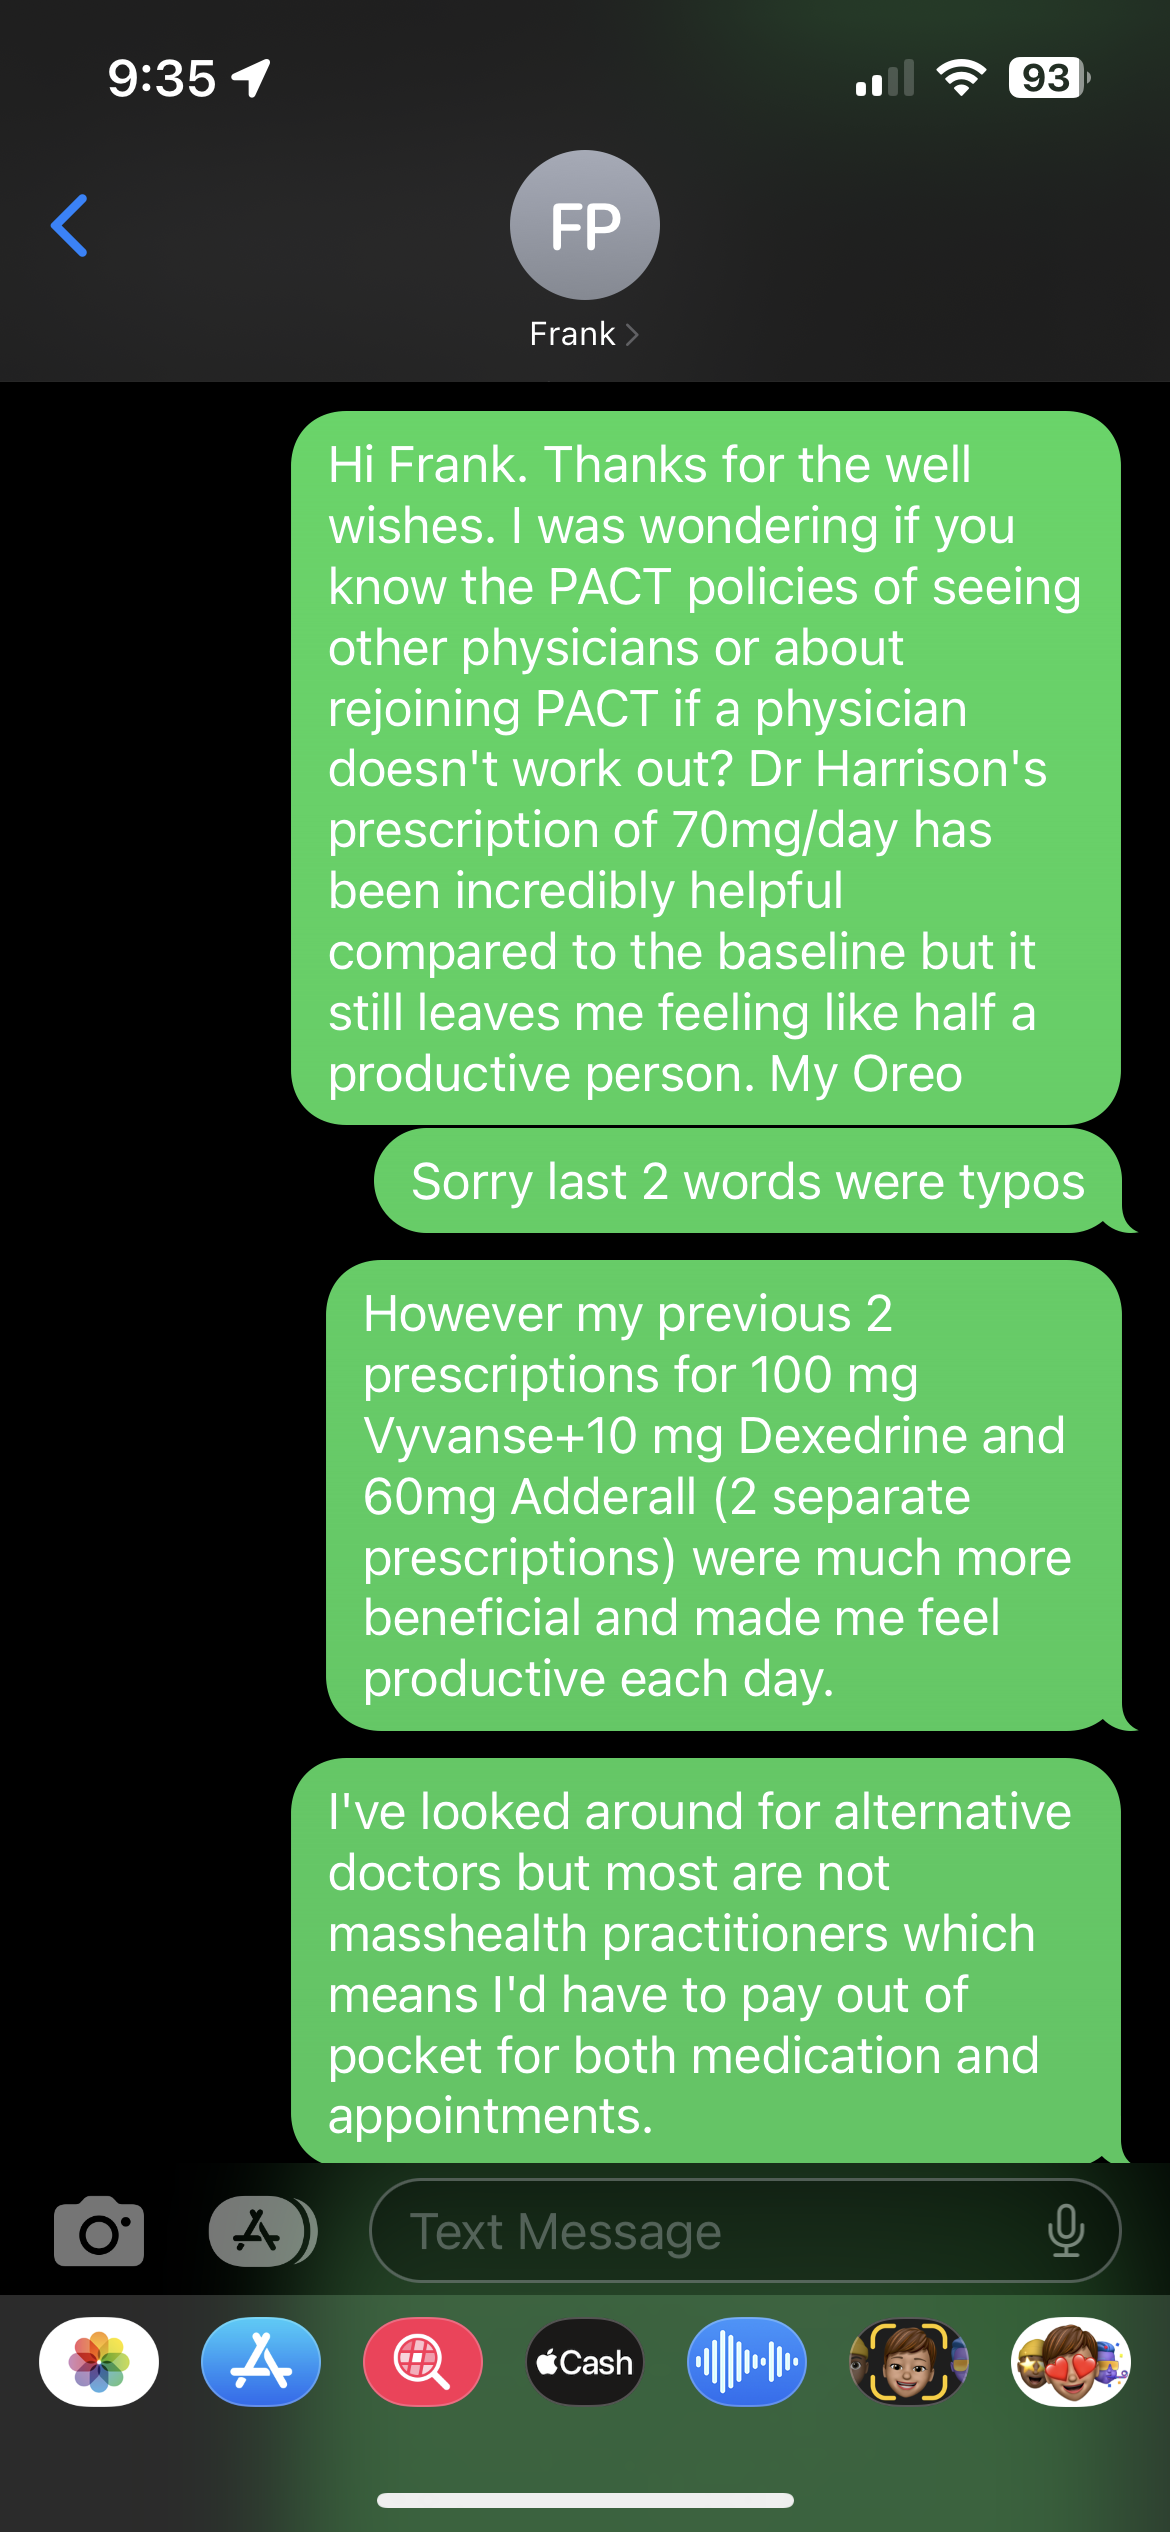 9:35
93
FP
Frank
Hi Frank. Thanks for the well
wishes. I was wondering if you
know the PACT policies of seeing
other physicians or about
rejoining PACT if a physician
doesn't work out? Dr Harrison's
prescription of 70mg/day has
been incredibly helpful
compared to the baseline but it
still leaves me feeling like half a
productive person. My Oreo
Sorry last 2 words were typos
However my previous 2
prescriptions for 100 mg
Vyvanse+10 mg Dexedrine and
60mg Adderall (2 separate
prescriptions) were much more
beneficial and made me feel
productive each day.
I've looked around for alternative
doctors but most are not
masshealth practitioners which
means I'd have to pay out of
pocket for both medication and
appointments.
Text Message
Cash